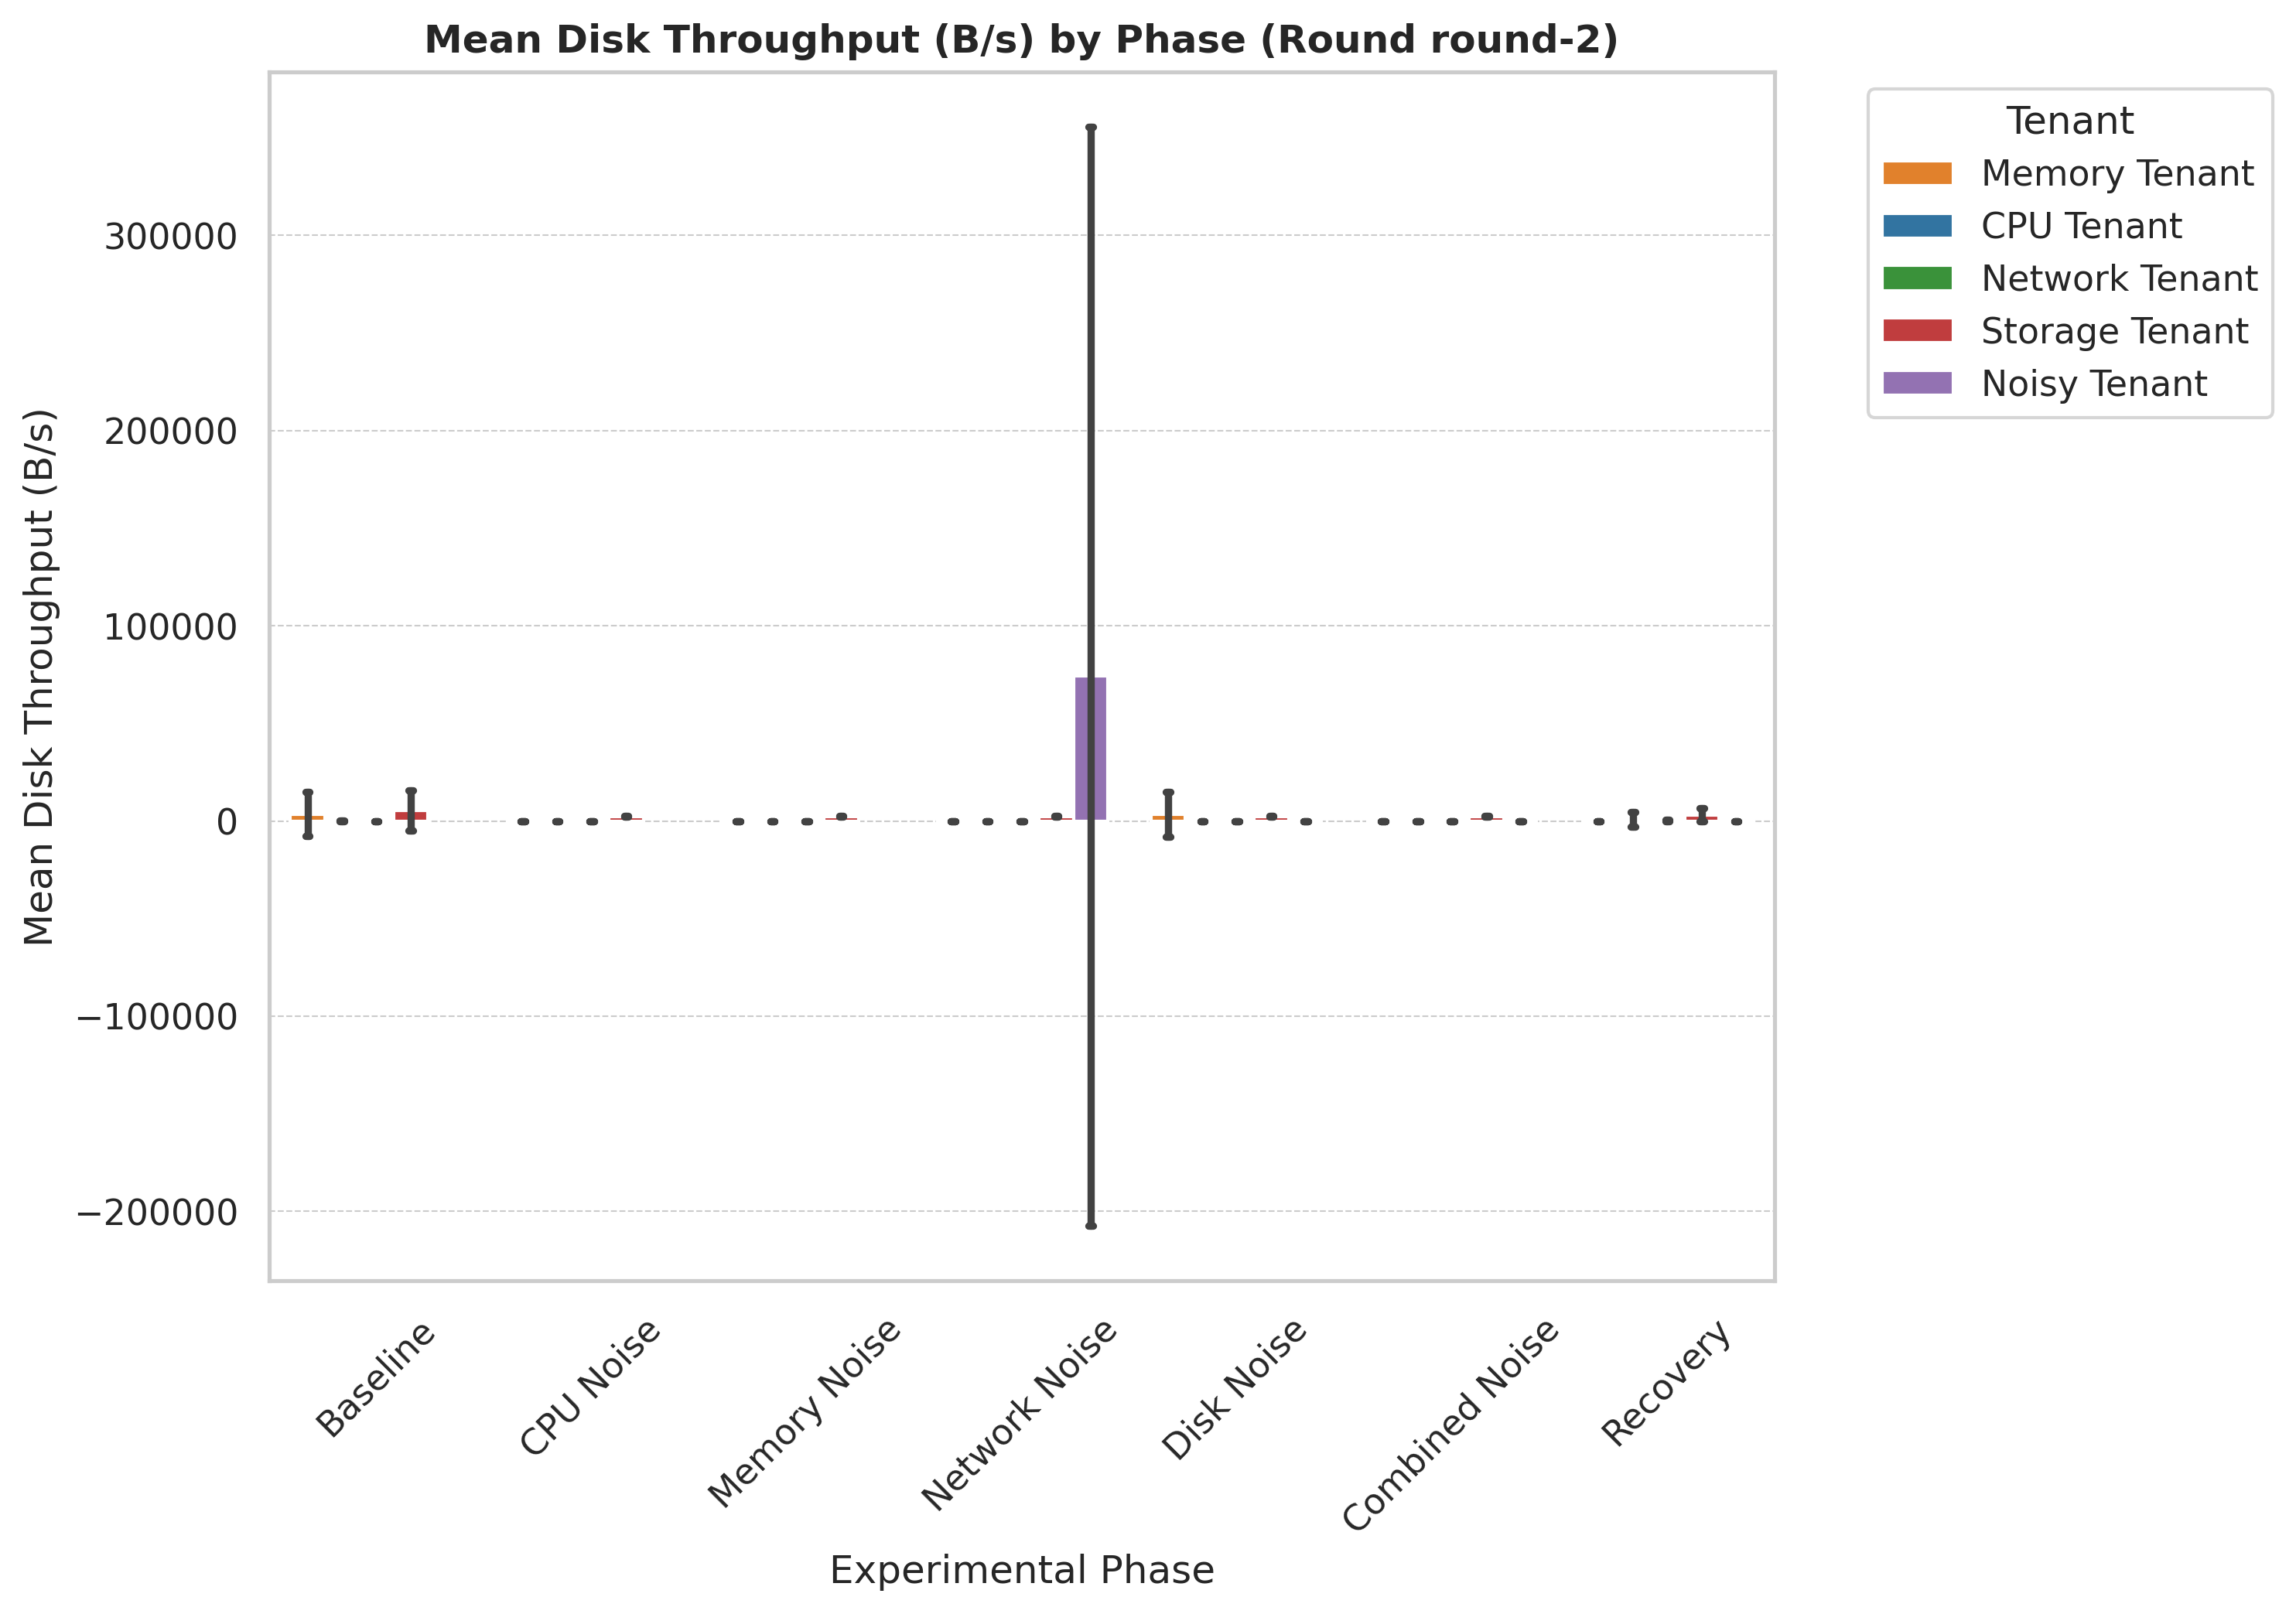 Mean Disk Throughput (B/s) by Phase (Round round-2)
Mean Disk Throughput (B/s)
300000
200000
100000
0
−100000
−200000
Baseline
CPU Noise
Memory Noise
Network Noise
Disk Noise
Combined Noise
Recovery
Experimental Phase
Tenant
Memory Tenant
CPU Tenant
Network Tenant
Storage Tenant
Noisy Tenant